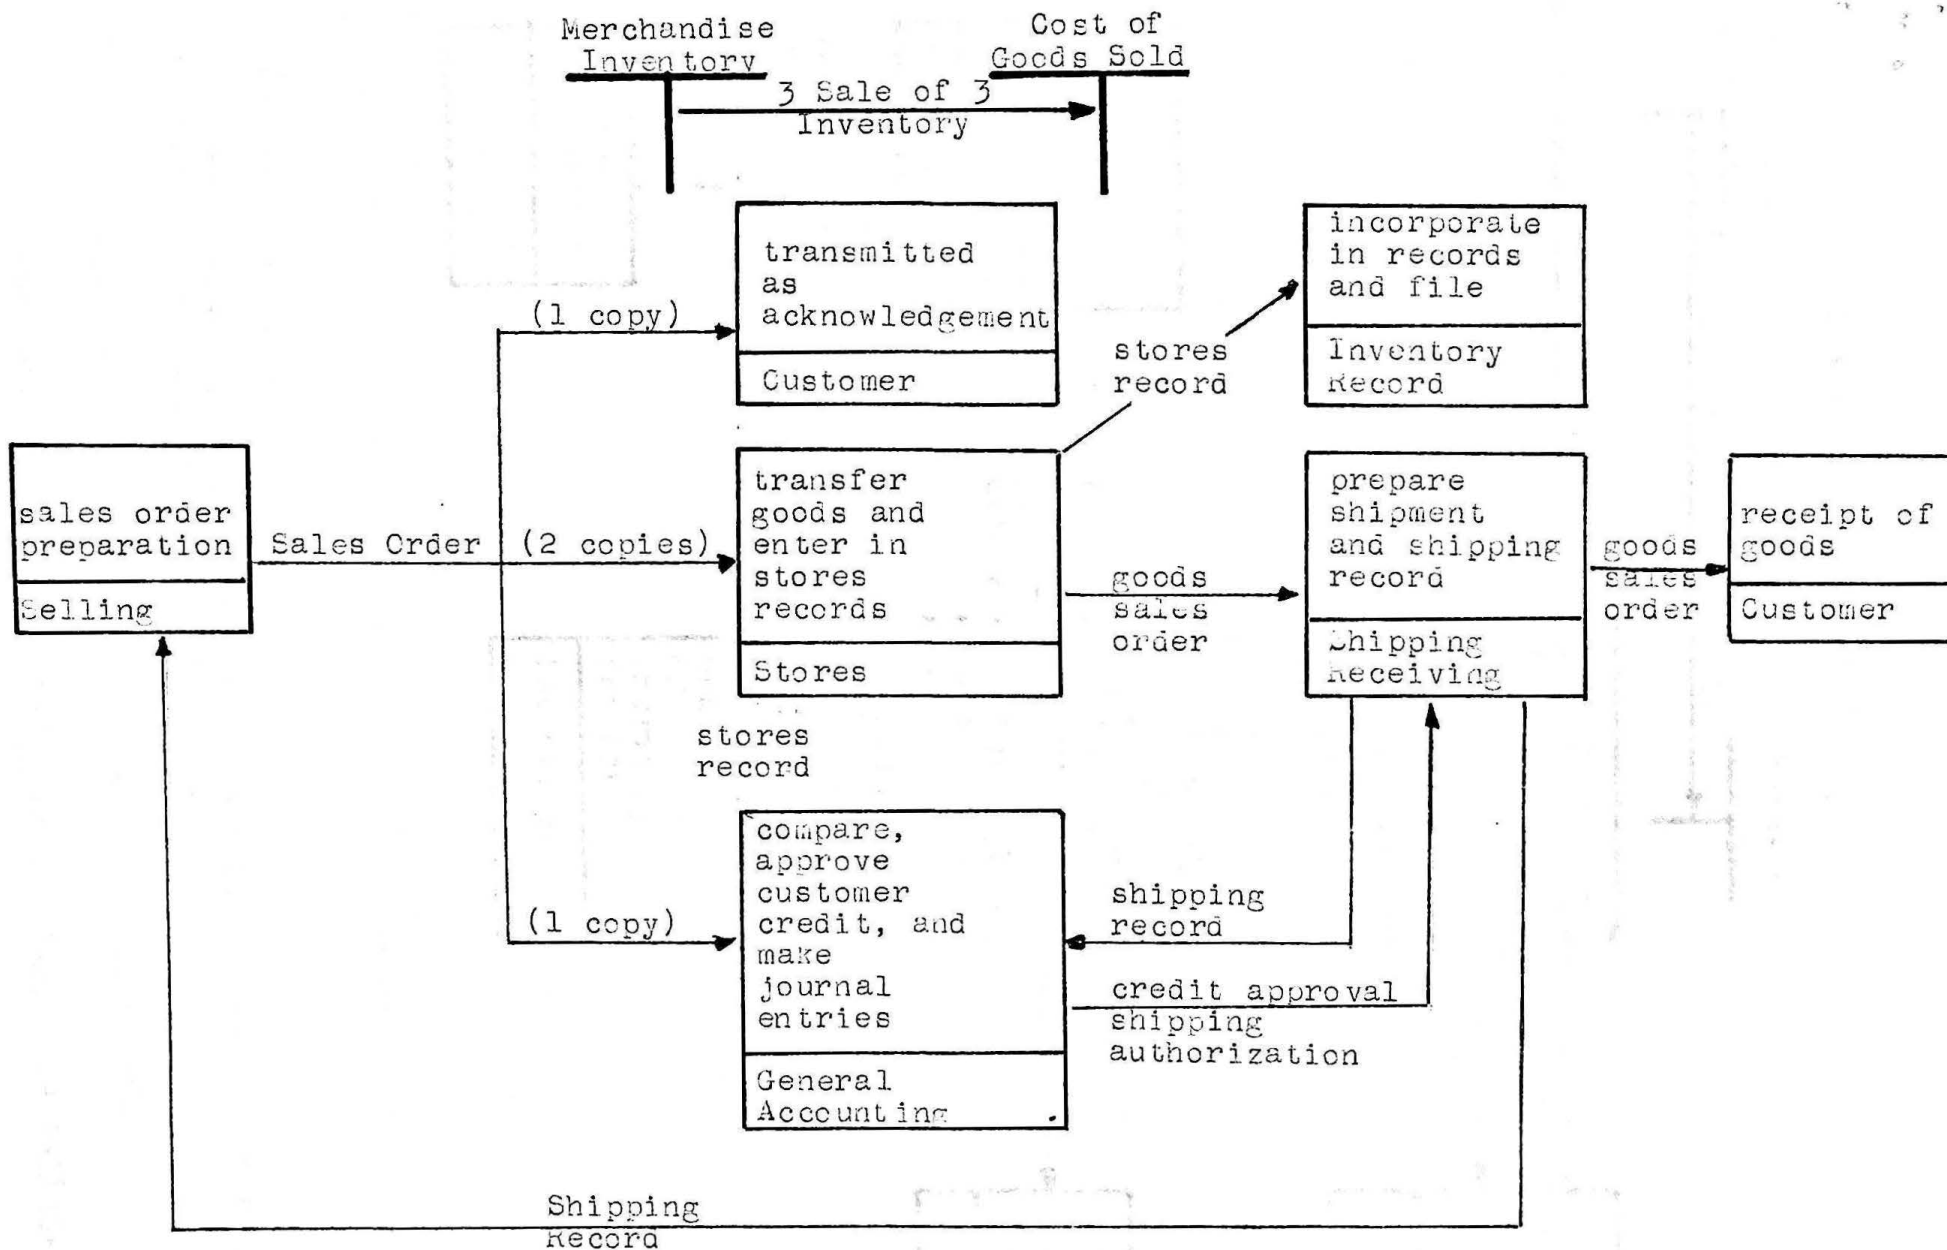 Merchandise
Inventory
Cost of
Goods Sold
3 Sale of 3
Inventory
transmitted
as
acknowledgement
Customer
(1 copy)
incorporate
in records
and file
Inventory
Record
stores
record
sales order
preparation
Selling
Sales Order
(2 copies)
transfer
goods and
enter in
stores
records
Stores
goods
sales
order
prepare
shipment
and shipping
record
Shipping
Receiving
goods
sales
order
receipt of
goods
Customer
stores
record
(1 copy)
compare,
approve
customer
credit, and
make
journal
entries
General
Accounting
shipping
record
credit approval
shipping
authorization
Shipping
Record